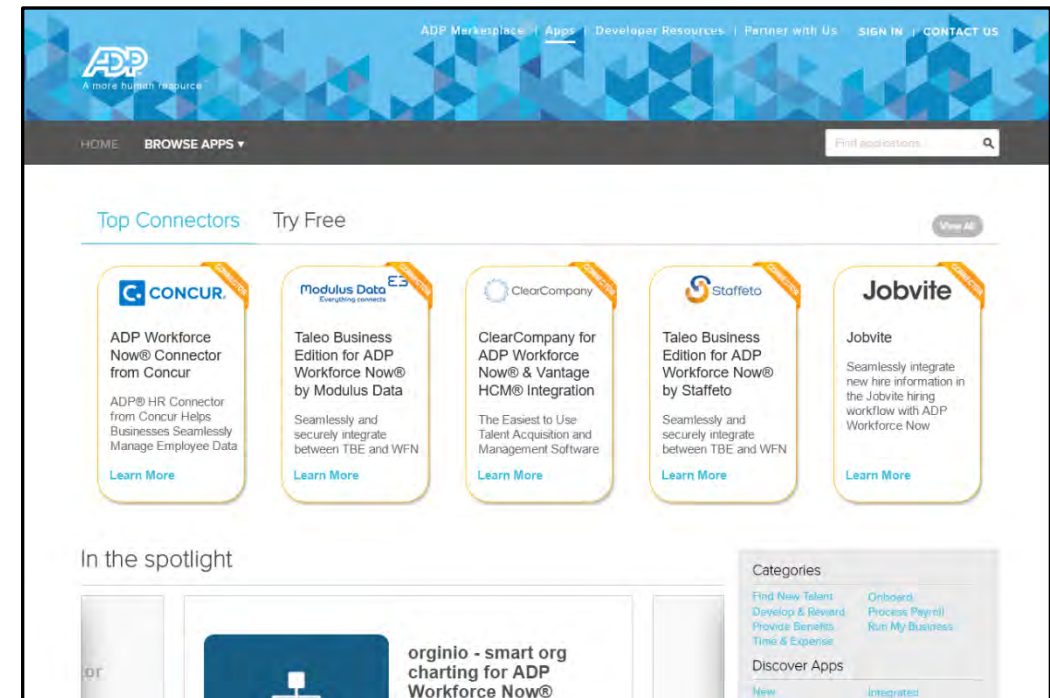 ADP Marketplace | Apps | Developer Resources | Partner with Us SIGN IN | CONTACT US
ADP
A more human resource
HOME BROWSE APPS ▾
Find applications
Top Connectors Try Free
View All
CONNECTOR
C. CONCUR.
ADP Workforce
Now® Connector
from Concur
ADP® HR Connector
from Concur Helps
Businesses Seamlessly
Manage Employee Data
Learn More
CONNECTOR
Modulus Data E3
Everything connects
Taleo Business
Edition for ADP
Workforce Now®
by Modulus Data
Seamlessly and
securely integrate
between TBE and WFN
Learn More
CONNECTOR
ClearCompany
ClearCompany for
ADP Workforce
Now® & Vantage
HCM® Integration
The Easiest to Use
Talent Acquisition and
Management Software
Learn More
CONNECTOR
Staffeto
Taleo Business
Edition for ADP
Workforce Now®
by Staffeto
Seamlessly and
securely integrate
between TBE and WFN
Learn More
CONNECTOR
Jobvite
Jobvite
Seamlessly integrate
new hire information in
the Jobvite hiring
workflow with ADP
Workforce Now
Learn More
In the spotlight
or
orginio - smart org
charting for ADP
Workforce Now®
Categories
Find New Talent Onboard
Develop & Reward Process Payroll
Provide Benefits Run My Business
Time & Expense
Discover Apps
New Integrated